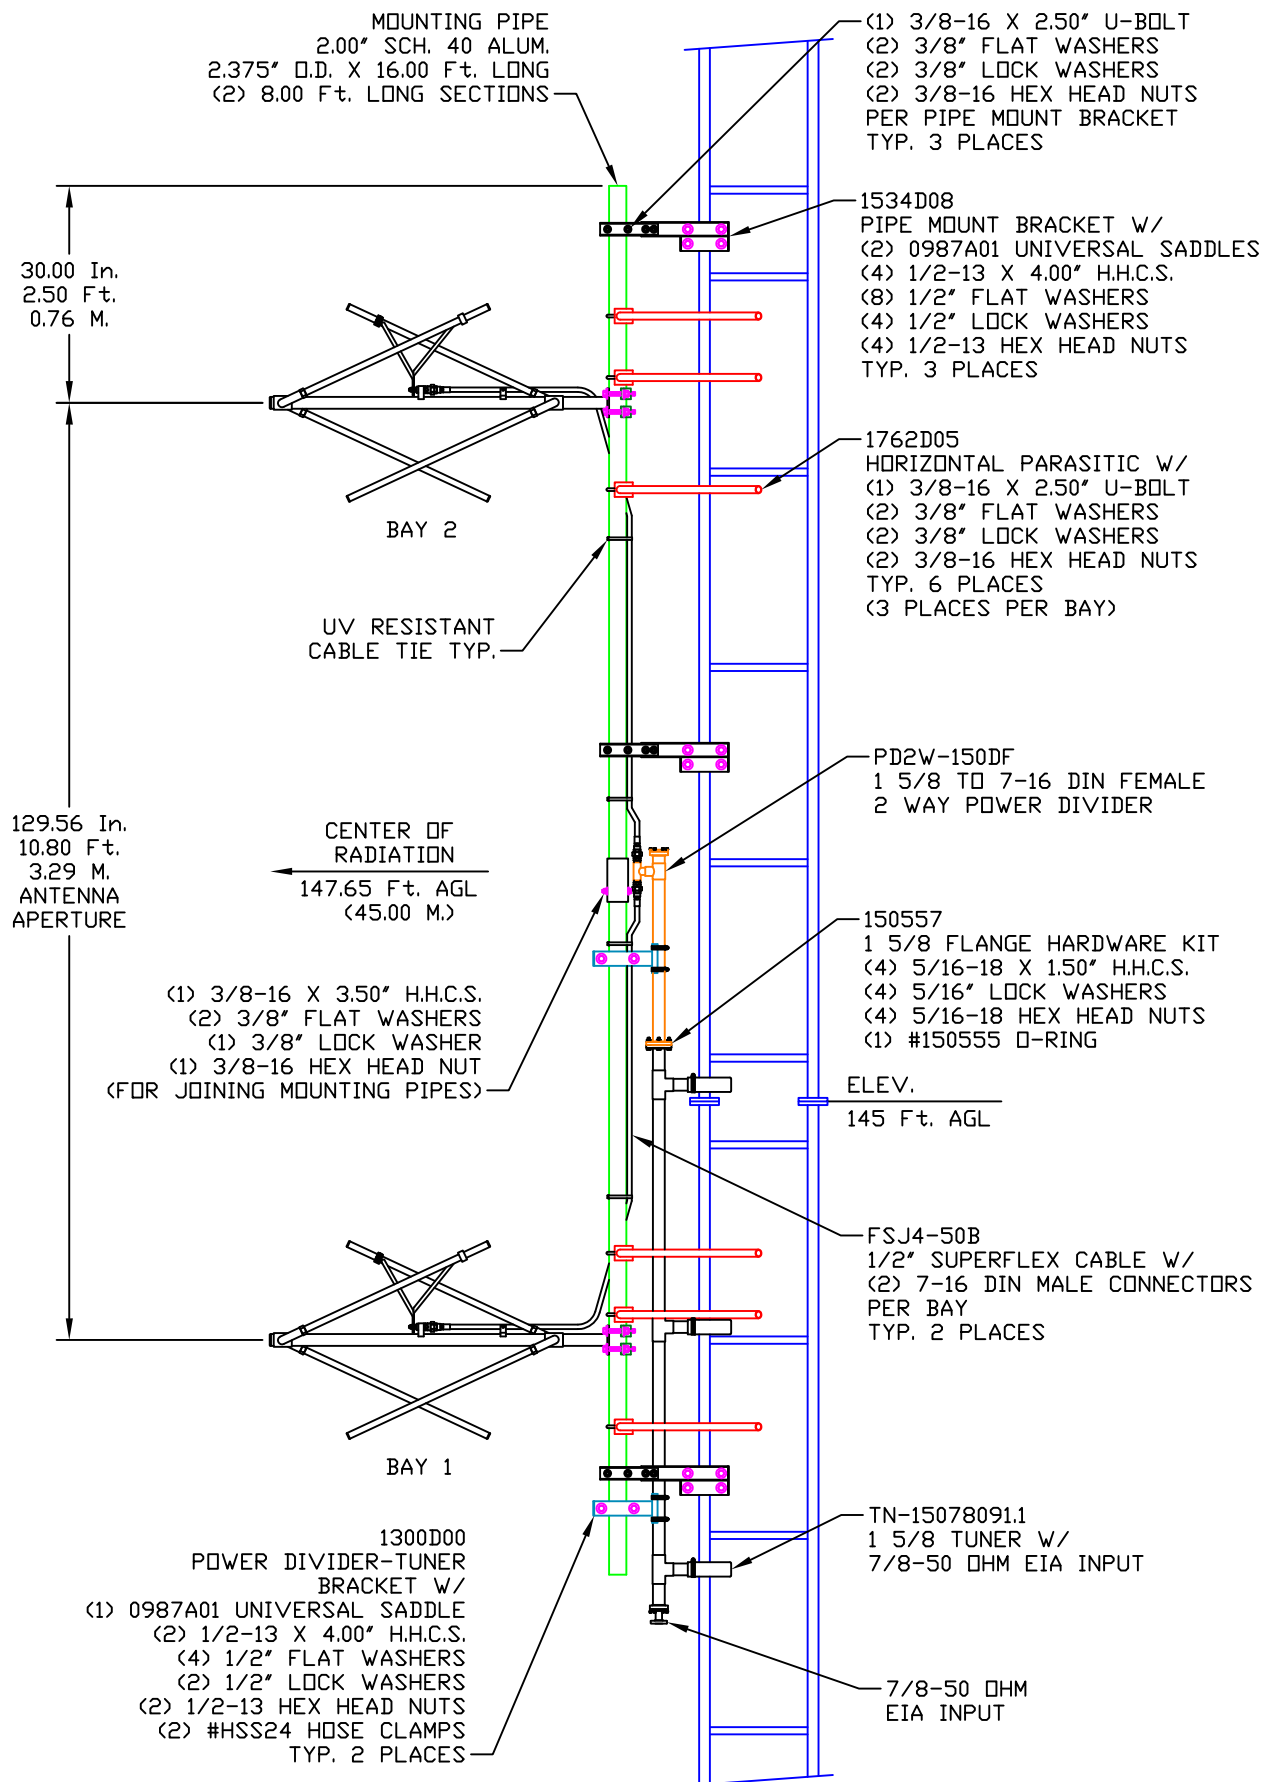 MOUNTING PIPE
2.00" SCH. 40 ALUM.
2.375" O.D. X 16.00 Ft. LONG
(2) 8.00 Ft. LONG SECTIONS
(1) 3/8-16 X 2.50" U-BOLT
(2) 3/8" FLAT WASHERS
(2) 3/8" LOCK WASHERS
(2) 3/8-16 HEX HEAD NUTS
PER PIPE MOUNT BRACKET
TYP. 3 PLACES
1534D08
PIPE MOUNT BRACKET W/
(2) 0987A01 UNIVERSAL SADDLES
(4) 1/2-13 X 4.00" H.H.C.S.
(8) 1/2" FLAT WASHERS
(4) 1/2" LOCK WASHERS
(4) 1/2-13 HEX HEAD NUTS
TYP. 3 PLACES
30.00 In.
2.50 Ft.
0.76 M.
1762D05
HORIZONTAL PARASITIC W/
(1) 3/8-16 X 2.50" U-BOLT
(2) 3/8" FLAT WASHERS
(2) 3/8" LOCK WASHERS
(2) 3/8-16 HEX HEAD NUTS
TYP. 6 PLACES
(3 PLACES PER BAY)
BAY 2
UV RESISTANT
CABLE TIE TYP.
PD2W-150DF
1 5/8 TO 7-16 DIN FEMALE
2 WAY POWER DIVIDER
129.56 In.
10.80 Ft.
3.29 M.
ANTENNA
APERTURE
CENTER OF
RADIATION
147.65 Ft. AGL
(45.00 M.)
150557
1 5/8 FLANGE HARDWARE KIT
(4) 5/16-18 X 1.50" H.H.C.S.
(4) 5/16" LOCK WASHERS
(4) 5/16-18 HEX HEAD NUTS
(1) #150555 O-RING
(1) 3/8-16 X 3.50" H.H.C.S.
(2) 3/8" FLAT WASHERS
(1) 3/8" LOCK WASHER
(1) 3/8-16 HEX HEAD NUT
(FOR JOINING MOUNTING PIPES)
ELEV.
145 Ft. AGL
FSJ4-50B
1/2" SUPERFLEX CABLE W/
(2) 7-16 DIN MALE CONNECTORS
PER BAY
TYP. 2 PLACES
BAY 1
1300D00
POWER DIVIDER-TUNER
BRACKET W/
(1) 0987A01 UNIVERSAL SADDLE
(2) 1/2-13 X 4.00" H.H.C.S.
(4) 1/2" FLAT WASHERS
(2) 1/2" LOCK WASHERS
(2) 1/2-13 HEX HEAD NUTS
(2) #HSS24 HOSE CLAMPS
TYP. 2 PLACES
TN-15078091.1
1 5/8 TUNER W/
7/8-50 OHM EIA INPUT
7/8-50 OHM
EIA INPUT